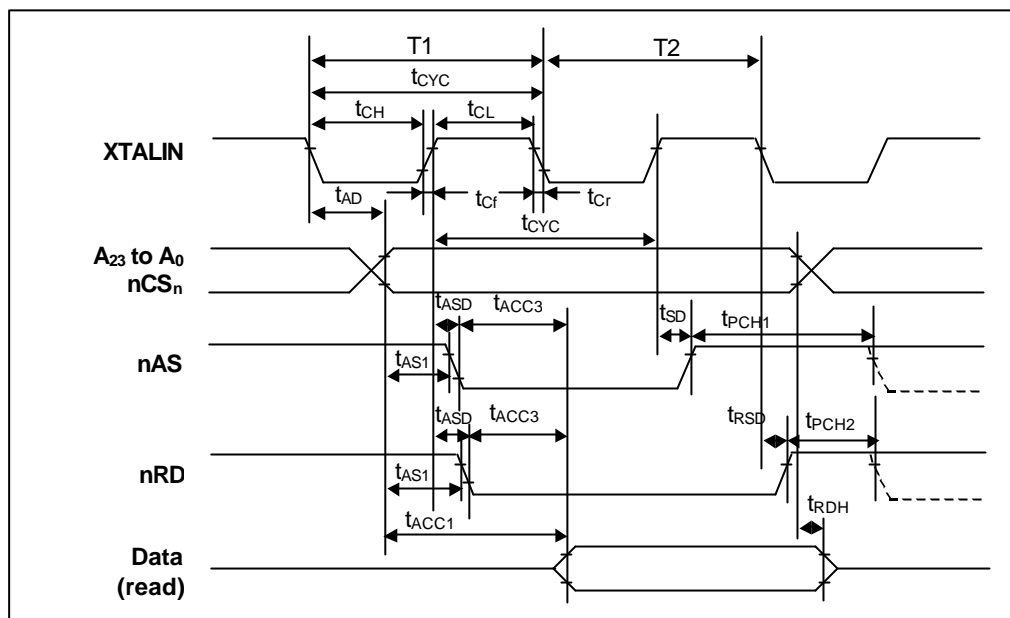 T1 T2
tCYC
tCH tCL
XTALIN
tAD tCf tCr
tCYC
A23 to A0
nCSn
tASD tACC3 tSD tPCH1
nAS
tAS1
tASD tACC3 tRSD tPCH2
nRD
tAS1
tRDH
tACC1
Data
(read)